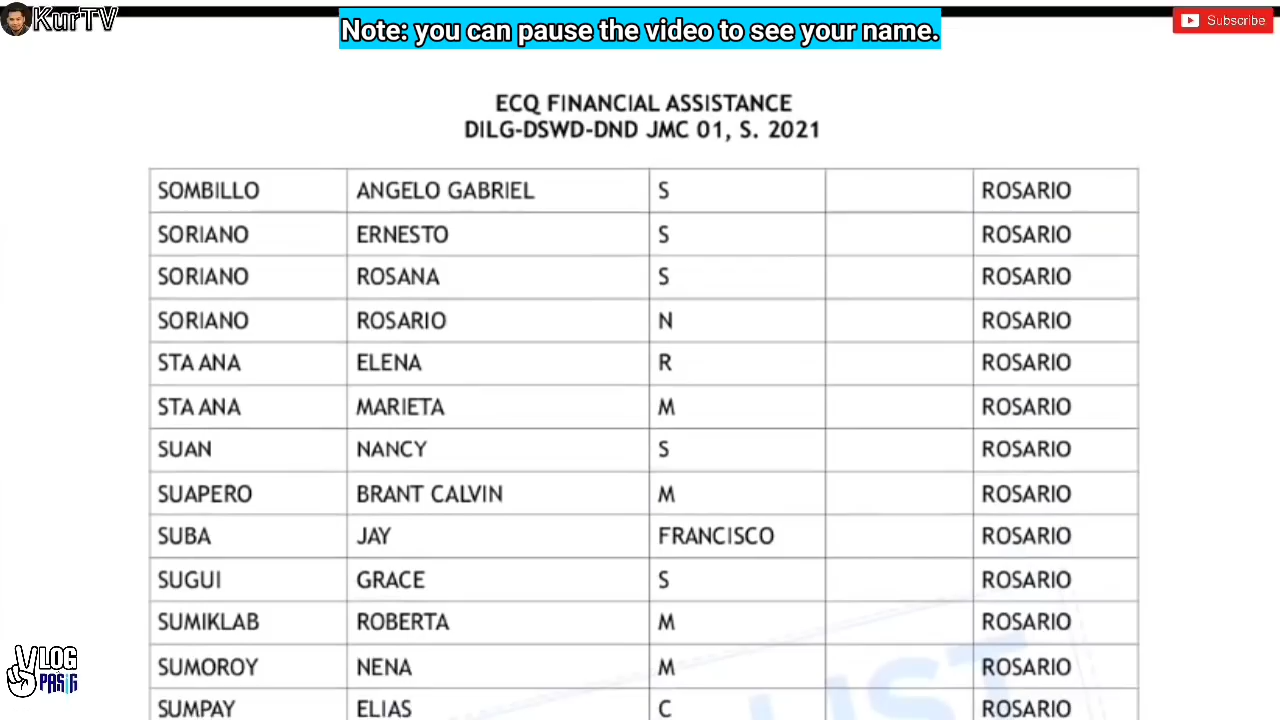 KurTV
Note: you can pause the video to see your name.
Subscribe
ECQ FINANCIAL ASSISTANCE
DILG-DSWD-DND JMC 01, S. 2021
SOMBILLO ANGELO GABRIEL S ROSARIO
SORIANO ERNESTO S ROSARIO
SORIANO ROSANA S ROSARIO
SORIANO ROSARIO N ROSARIO
STA ANA ELENA R ROSARIO
STA ANA MARIETA M ROSARIO
SUAN NANCY S ROSARIO
SUAPERO BRANT CALVIN M ROSARIO
SUBA JAY FRANCISCO ROSARIO
SUGUI GRACE S ROSARIO
SUMIKLAB ROBERTA M ROSARIO
SUMOROY NENA M ROSARIO
SUMPAY ELIAS C ROSARIO
LIST
VLOG
PASIG